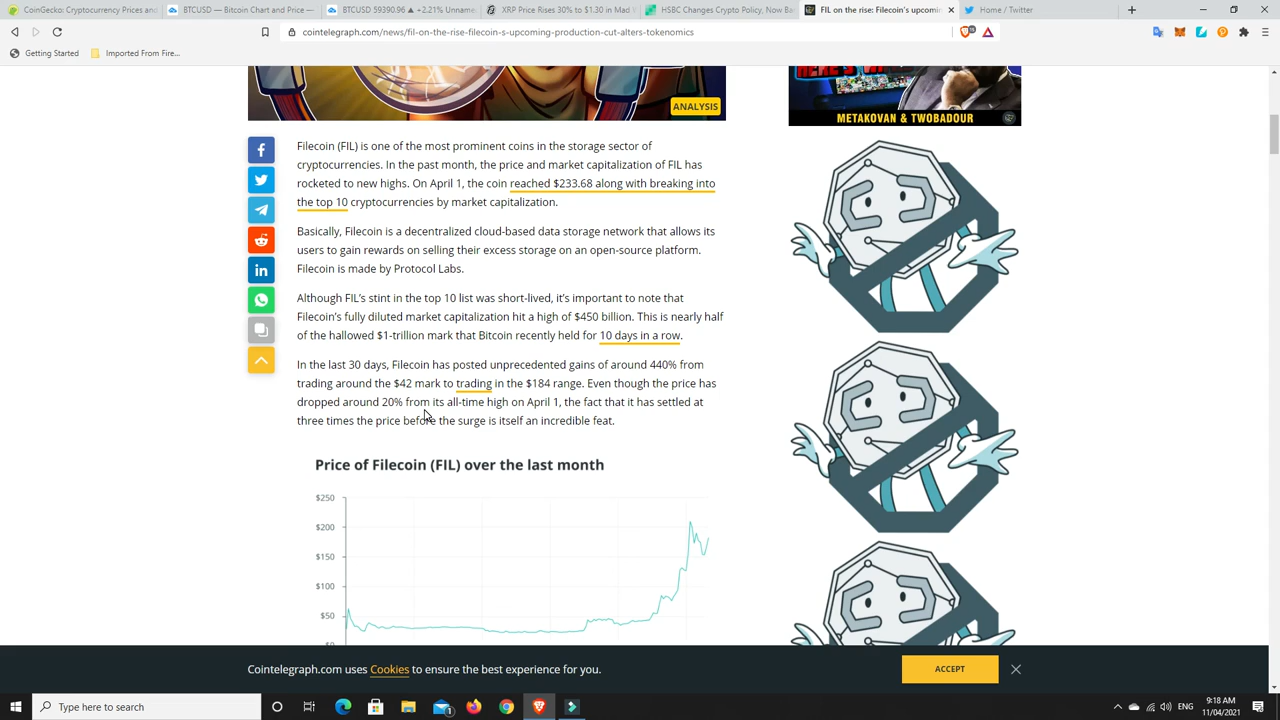 CoinGecko: Cryptocurrency Prices and
BTCUSD — Bitcoin Chart and Price —
BTCUSD 59390.96 ▲ +2.21% Unname
XRP Price Rises 30% to $1.30 in Mad
HSBC Changes Crypto Policy, Now Ba
FIL on the rise: Filecoin's upcomin
Home / Twitter
cointelegraph.com/news/fil-on-the-rise-filecoin-s-upcoming-production-cut-alters-tokenomics
Getting Started
Imported From Fire...
ANALYSIS
METAKOVAN & TWOBADOUR
Filecoin (FIL) is one of the most prominent coins in the storage sector of
cryptocurrencies. In the past month, the price and market capitalization of FIL has
rocketed to new highs. On April 1, the coin reached $233.68 along with breaking into
the top 10 cryptocurrencies by market capitalization.
Basically, Filecoin is a decentralized cloud-based data storage network that allows its
users to gain rewards on selling their excess storage on an open-source platform.
Filecoin is made by Protocol Labs.
Although FIL's stint in the top 10 list was short-lived, it's important to note that
Filecoin's fully diluted market capitalization hit a high of $450 billion. This is nearly half
of the hallowed $1-trillion mark that Bitcoin recently held for 10 days in a row.
In the last 30 days, Filecoin has posted unprecedented gains of around 440% from
trading around the $42 mark to trading in the $184 range. Even though the price has
dropped around 20% from its all-time high on April 1, the fact that it has settled at
three times the price before the surge is itself an incredible feat.
Price of Filecoin (FIL) over the last month
$250
$200
$150
$100
$50
Cointelegraph.com uses Cookies to ensure the best experience for you.
ACCEPT
Type here to search
9:18 AM
11/04/2021